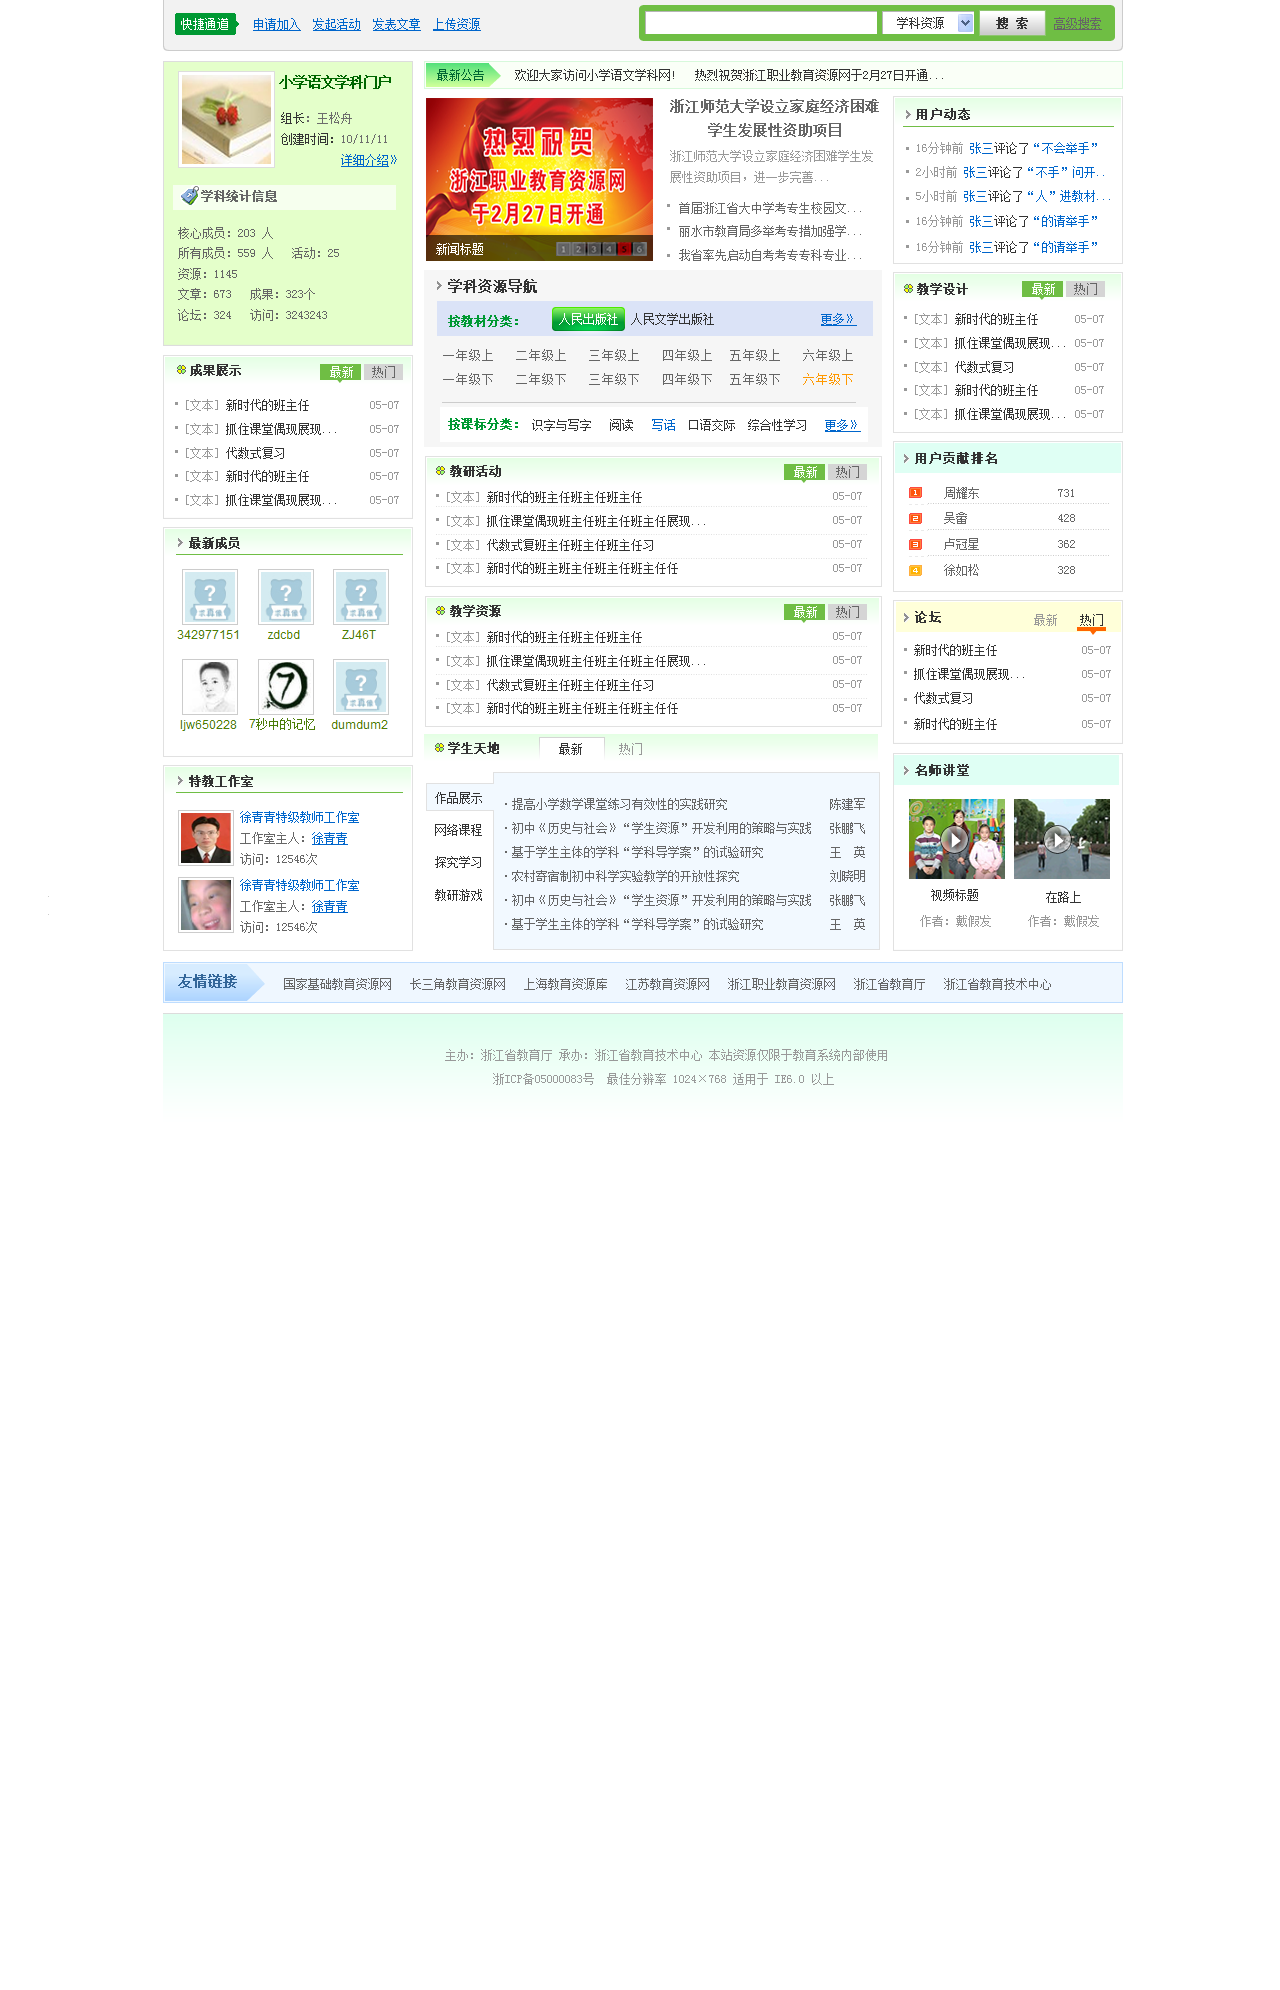 快捷通道 申请加入 发起活动 发表文章 上传资源 学科资源 搜 索 高级搜索
小学语文学科门户
组长：王松舟
创建时间：10/11/11
详细介绍》
学科统计信息
核心成员：203 人
所有成员：559 人 活动：25
资源：1145
文章：673 成果：323个
论坛：324 访问：3243243
成果展示 最新 热门
[文本] 新时代的班主任 05-07
[文本] 抓住课堂偶现展现... 05-07
[文本] 代数式复习 05-07
[文本] 新时代的班主任 05-07
[文本] 抓住课堂偶现展现... 05-07
最新成员
342977151 zdcbd ZJ46T
ljw650228 7秒中的记忆 dumdum2
特教工作室
徐青青特级教师工作室
工作室主人：徐青青
访问：12546次
徐青青特级教师工作室
工作室主人：徐青青
访问：12546次
最新公告 欢迎大家访问小学语文学科网! 热烈祝贺浙江职业教育资源网于2月27日开通...
热烈祝贺
浙江职业教育资源网
于2月27日开通
新闻标题 1 2 3 4 5 6
浙江师范大学设立家庭经济困难
学生发展性资助项目
浙江师范大学设立家庭经济困难学生发
展性资助项目，进一步完善...
首届浙江省大中学考专生校园文...
丽水市教育局多举考专措加强学...
我省率先启动自考考专专科专业...
学科资源导航
按教材分类： 人民出版社 人民文学出版社 更多》
一年级上 二年级上 三年级上 四年级上 五年级上 六年级上
一年级下 二年级下 三年级下 四年级下 五年级下 六年级下
按课标分类： 识字与写字 阅读 写话 口语交际 综合性学习 更多》
教研活动 最新 热门
[文本] 新时代的班主任班主任班主任 05-07
[文本] 抓住课堂偶现班主任班主任班主任展现... 05-07
[文本] 代数式复班主任班主任班主任习 05-07
[文本] 新时代的班主班主任班主任班主任任 05-07
教学资源 最新 热门
[文本] 新时代的班主任班主任班主任 05-07
[文本] 抓住课堂偶现班主任班主任班主任展现... 05-07
[文本] 代数式复班主任班主任班主任习 05-07
[文本] 新时代的班主班主任班主任班主任任 05-07
学生天地 最新 热门
作品展示
网络课程
探究学习
教研游戏
·提高小学数学课堂练习有效性的实践研究 陈建军
·初中《历史与社会》“学生资源”开发利用的策略与实践 张鹏飞
·基于学生主体的学科“学科导学案”的试验研究 王 英
·农村寄宿制初中科学实验教学的开放性探究 刘晓明
·初中《历史与社会》“学生资源”开发利用的策略与实践 张鹏飞
·基于学生主体的学科“学科导学案”的试验研究 王 英
用户动态
16分钟前 张三评论了“不会举手”
2小时前 张三评论了“不手”问开..
5小时前 张三评论了“人”进教材...
16分钟前 张三评论了“的请举手”
16分钟前 张三评论了“的请举手”
教学设计 最新 热门
[文本] 新时代的班主任 05-07
[文本] 抓住课堂偶现展现... 05-07
[文本] 代数式复习 05-07
[文本] 新时代的班主任 05-07
[文本] 抓住课堂偶现展现... 05-07
用户贡献排名
1 周耀东 731
2 吴畲 428
3 卢冠星 362
4 徐如松 328
论坛 最新 热门
新时代的班主任 05-07
抓住课堂偶现展现... 05-07
代数式复习 05-07
新时代的班主任 05-07
名师讲堂
视频标题 在路上
作者：戴假发 作者：戴假发
友情链接 国家基础教育资源网 长三角教育资源网 上海教育资源库 江苏教育资源网 浙江职业教育资源网 浙江省教育厅 浙江省教育技术中心
主办：浙江省教育厅 承办：浙江省教育技术中心 本站资源仅限于教育系统内部使用
浙ICP备05000083号 最佳分辨率 1024×768 适用于 IE6.0 以上